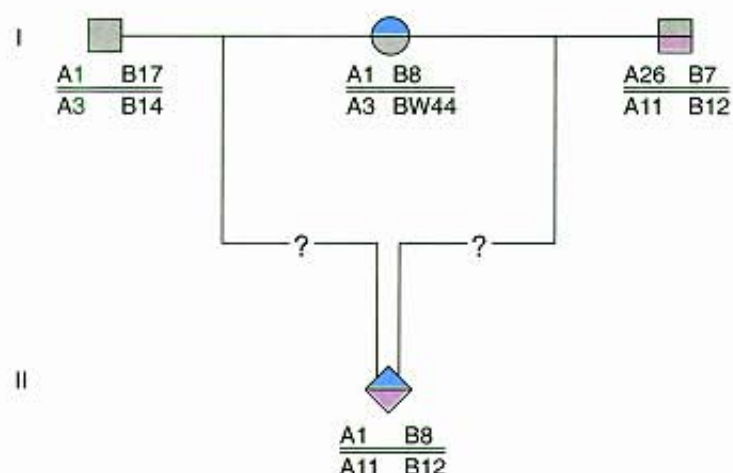 I
A1 B17
A3 B14
A1 B8
A3 BW44
A26 B7
A11 B12
? ?
II
A1 B8
A11 B12